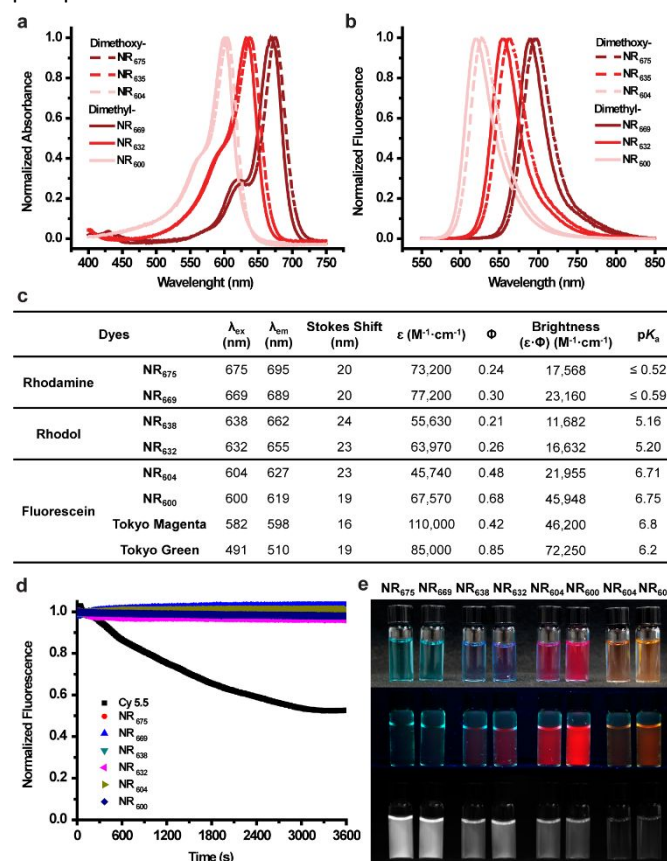 a
Normalized Absorbance
1.0
0.8
0.6
0.4
0.2
0.0
Dimethoxy-
NR675
NR635
NR604
Dimethyl-
NR669
NR632
NR600
400 450 500 550 600 650 700 750
Wavelenght (nm)
b
Normalized Fluorescence
1.0
0.8
0.6
0.4
0.2
0.0
Dimethoxy-
NR675
NR635
NR604
Dimethyl-
NR669
NR632
NR600
550 600 650 700 750 800 850
Wavelength (nm)
c
Dyes λex (nm) λem (nm) Stokes Shift (nm) ε (M-1·cm-1) Φ Brightness (ε·Φ) (M-1·cm-1) pKa
Rhodamine
NR675 675 695 20 73,200 0.24 17,568 ≤ 0.52
NR669 669 689 20 77,200 0.30 23,160 ≤ 0.59
Rhodol
NR638 638 662 24 55,630 0.21 11,682 5.16
NR632 632 655 23 63,970 0.26 16,632 5.20
Fluorescein
NR604 604 627 23 45,740 0.48 21,955 6.71
NR600 600 619 19 67,570 0.68 45,948 6.75
Tokyo Magenta 582 598 16 110,000 0.42 46,200 6.8
Tokyo Green 491 510 19 85,000 0.85 72,250 6.2
d
Normalized Fluorescence
1.0
0.8
0.6
0.4
0.2
0.0
Cy 5.5
NR675
NR669
NR638
NR632
NR604
NR600
0 600 1200 1800 2400 3000 3600
Time (s)
e
NR675 NR669 NR638 NR632 NR604 NR600 NR604